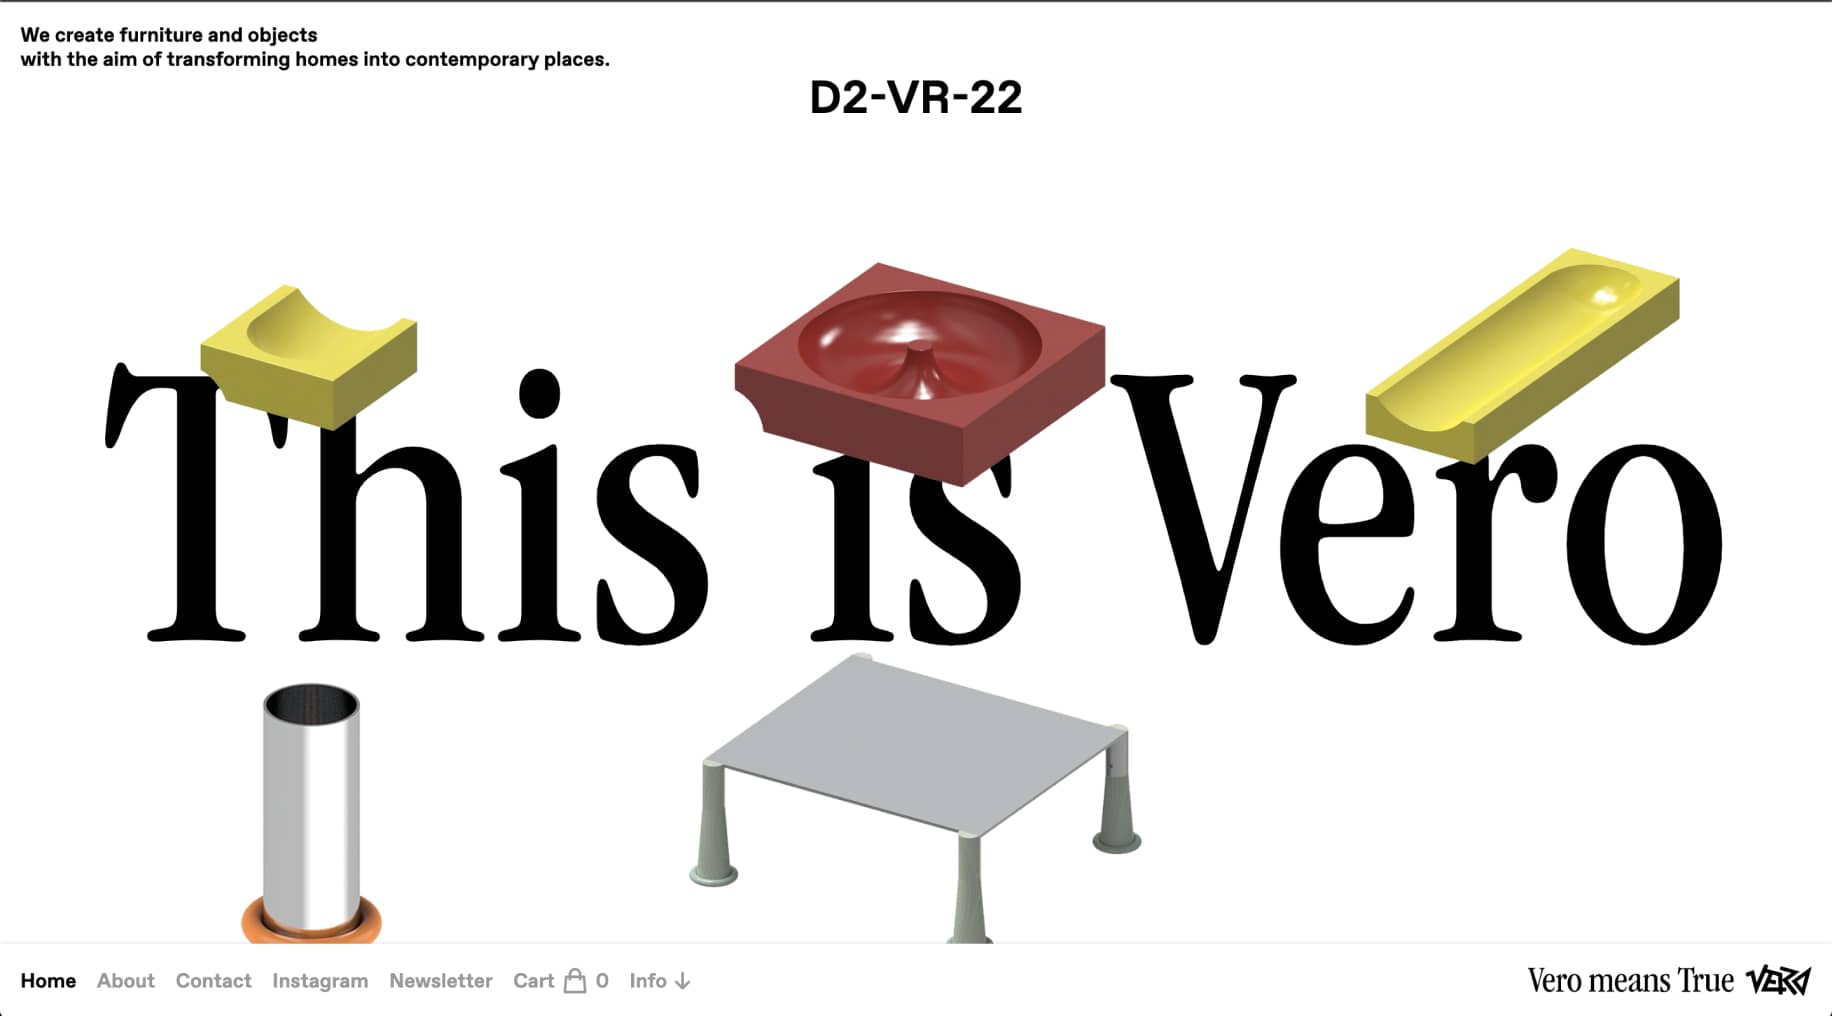 We create furniture and objects
with the aim of transforming homes into contemporary places.
D2-VR-22
This is Vero
Home About Contact Instagram Newsletter Cart 0 Info ↓
Vero means True VERO